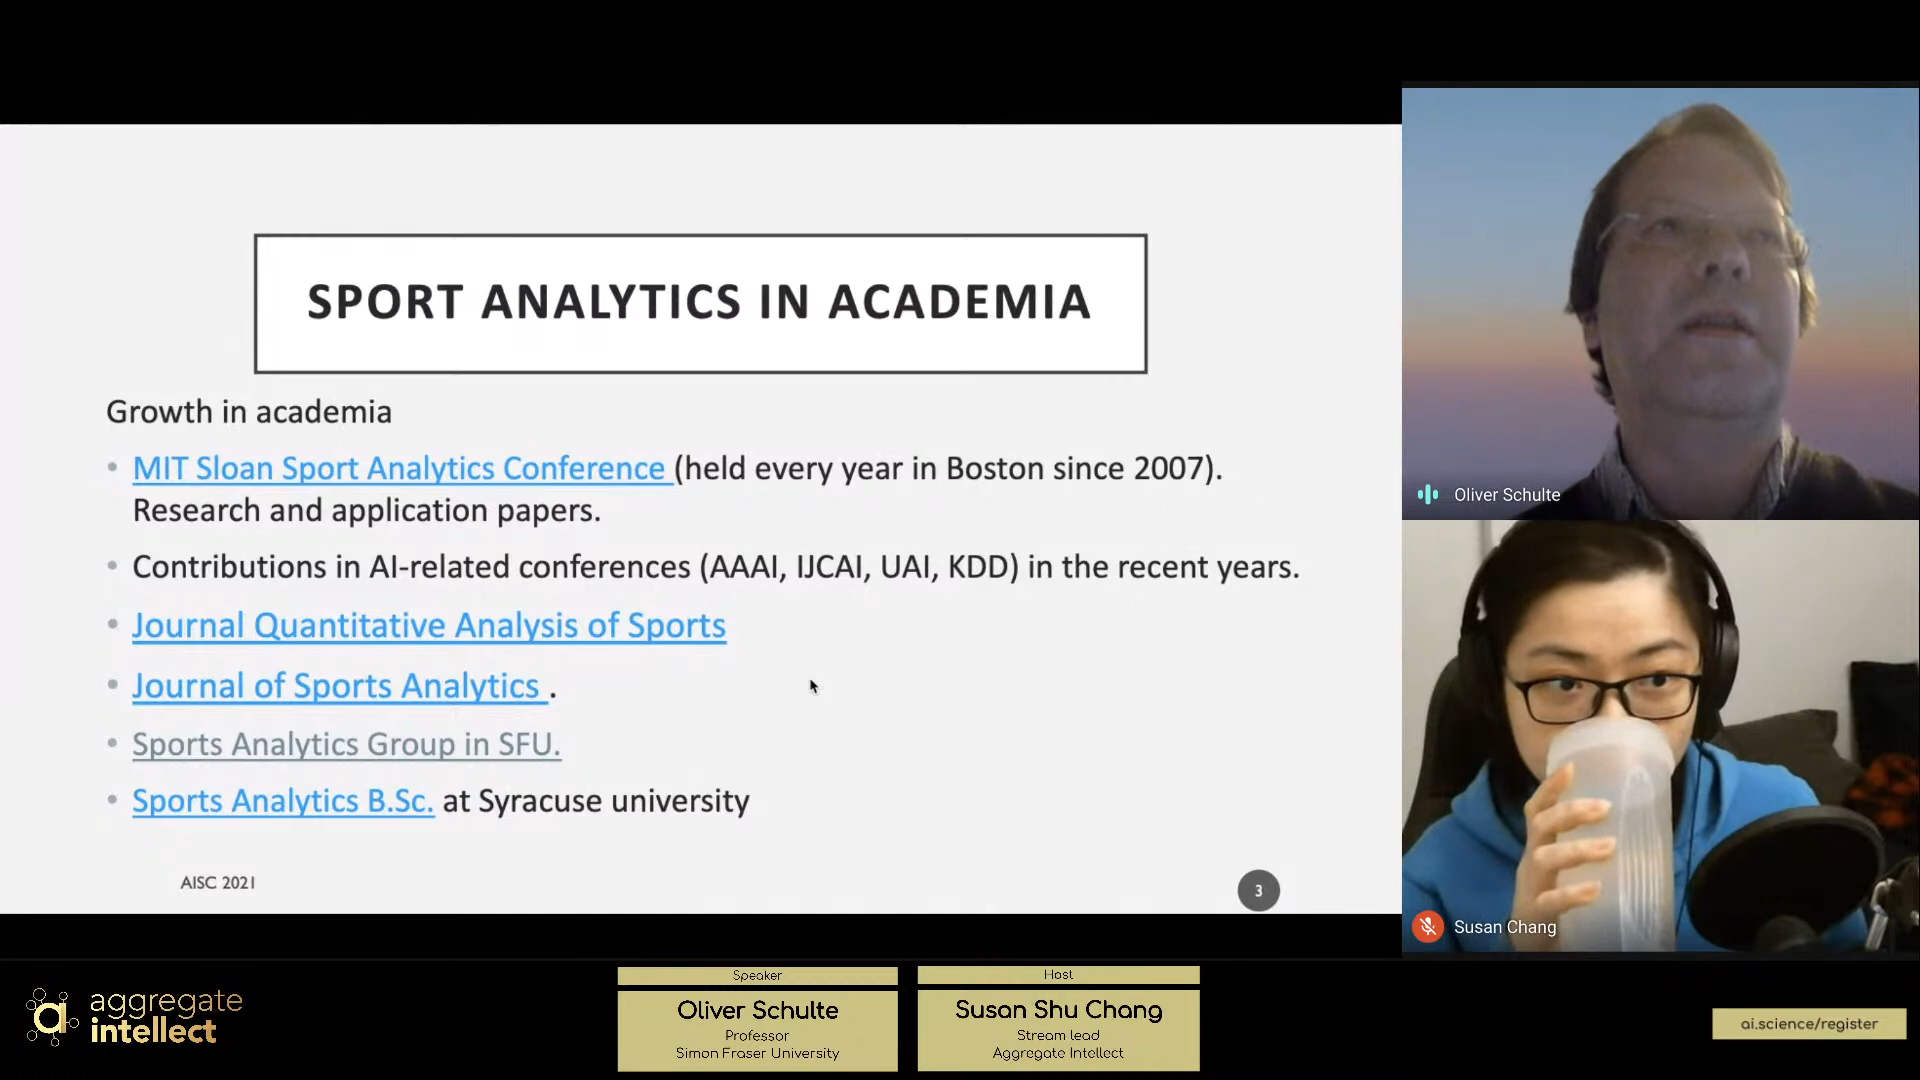 SPORT ANALYTICS IN ACADEMIA
Growth in academia
• MIT Sloan Sport Analytics Conference (held every year in Boston since 2007).
Research and application papers.
• Contributions in AI-related conferences (AAAI, IJCAI, UAI, KDD) in the recent years.
• Journal Quantitative Analysis of Sports
• Journal of Sports Analytics .
• Sports Analytics Group in SFU.
• Sports Analytics B.Sc. at Syracuse university
AISC 2021
3
Oliver Schulte
Susan Chang
aggregate
intellect
Speaker
Oliver Schulte
Professor
Simon Fraser University
Host
Susan Shu Chang
Stream lead
Aggregate Intellect
ai.science/register